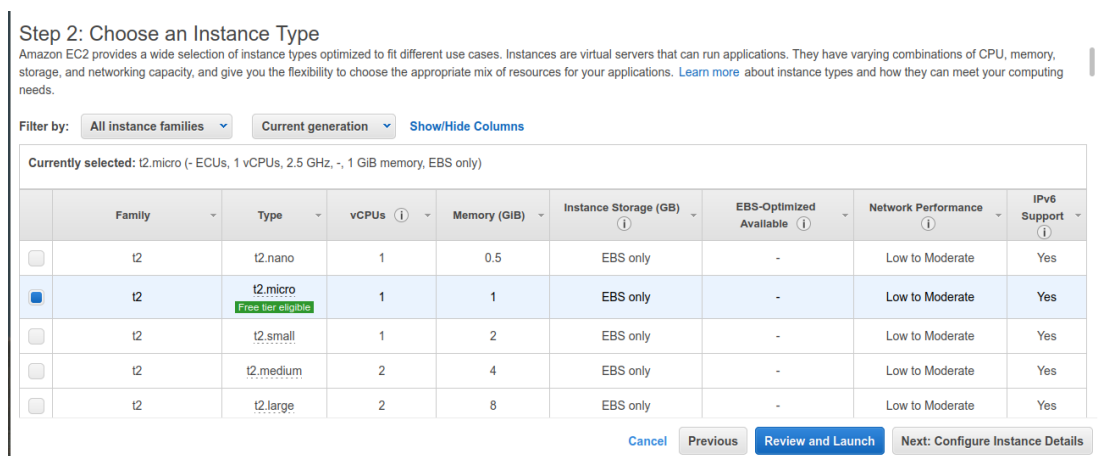 Step 2: Choose an Instance Type
Amazon EC2 provides a wide selection of instance types optimized to fit different use cases. Instances are virtual servers that can run applications. They have varying combinations of CPU, memory,
storage, and networking capacity, and give you the flexibility to choose the appropriate mix of resources for your applications. Learn more about instance types and how they can meet your computing
needs.
Filter by: All instance families Current generation Show/Hide Columns
Currently selected: t2.micro (- ECUs, 1 vCPUs, 2.5 GHz, -, 1 GiB memory, EBS only)
Family Type vCPUs i Memory (GiB) Instance Storage (GB) i EBS-Optimized Available i Network Performance i IPv6 Support i
t2 t2.nano 1 0.5 EBS only - Low to Moderate Yes
t2 t2.micro Free tier eligible 1 1 EBS only - Low to Moderate Yes
t2 t2.small 1 2 EBS only - Low to Moderate Yes
t2 t2.medium 2 4 EBS only - Low to Moderate Yes
t2 t2.large 2 8 EBS only - Low to Moderate Yes
Cancel Previous Review and Launch Next: Configure Instance Details